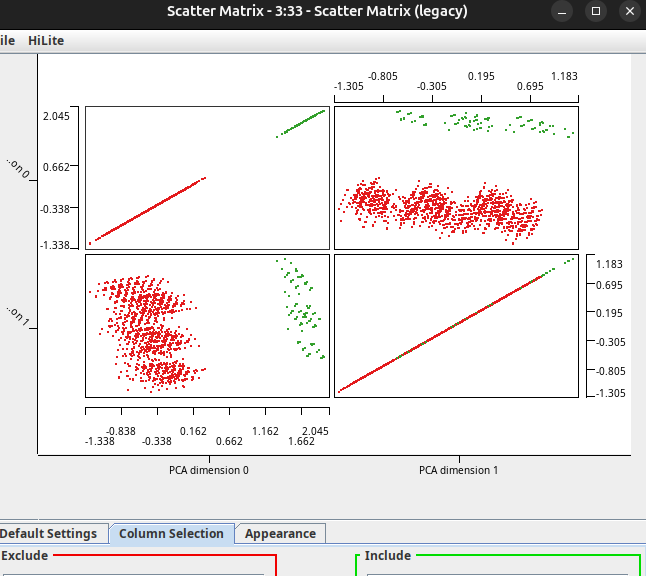 Scatter Matrix - 3:33 - Scatter Matrix (legacy)
ile HiLite
-1.305 -0.805 -0.305 0.195 0.695 1.183
2.045
0.662
-0.338
-1.338
..on 0
1.183
0.695
0.195
-0.305
-0.805
-1.305
..on 1
-1.338 -0.838 -0.338 0.162 0.662 1.162 1.662 2.045
PCA dimension 0 PCA dimension 1
Default Settings Column Selection Appearance
Exclude Include